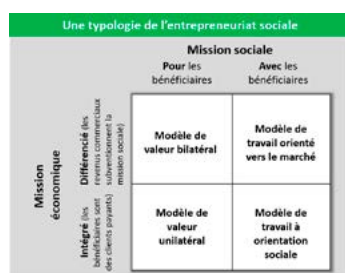 Une typologie de l'entrepreneuriat sociale
Mission sociale
Pour les
bénéficiaires
Avec les
bénéficiaires
Mission
économique
Différencié (les
revenus commerciaux
subventionnent la
mission sociale)
Modèle de
valeur bilatéral
Modèle de
travail orienté
vers le marché
Intégré (les
bénéficiaires sont
des clients payants)
Modèle de
valeur
unilatéral
Modèle de
travail à
orientation
sociale